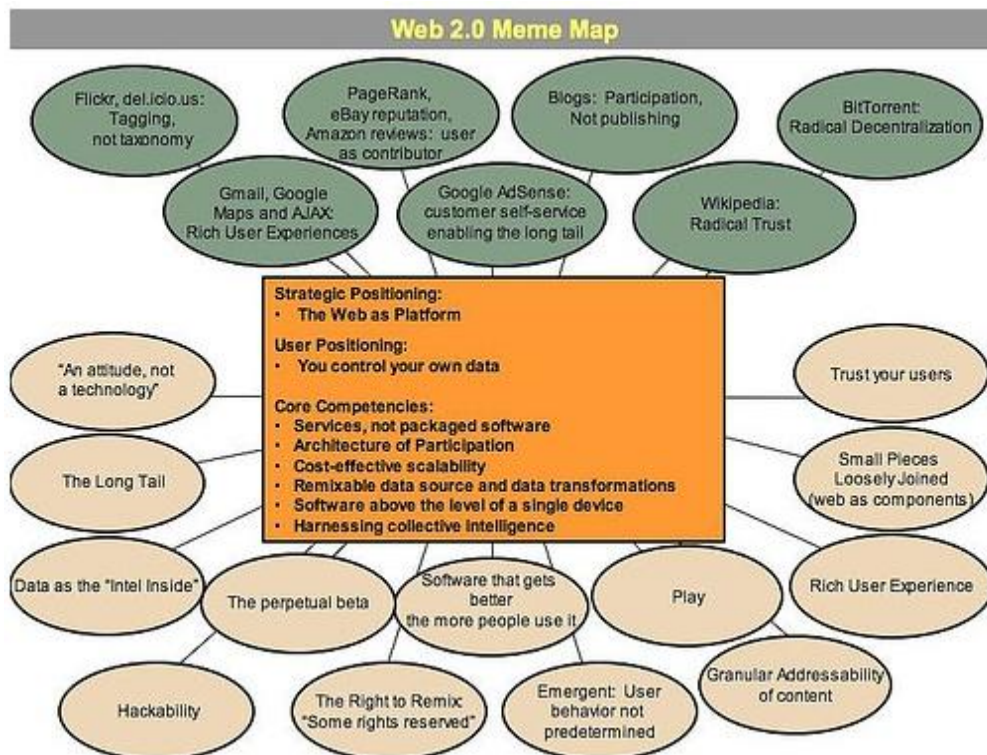 Web 2.0 Meme Map
Flickr, del.icio.us:
Tagging,
not taxonomy
PageRank,
eBay reputation,
Amazon reviews: user
as contributor
Blogs: Participation,
Not publishing
BitTorrent:
Radical Decentralization
Gmail, Google
Maps and AJAX:
Rich User Experiences
Google AdSense:
customer self-service
enabling the long tail
Wikipedia:
Radical Trust
Strategic Positioning:
• The Web as Platform
User Positioning:
• You control your own data
Core Competencies:
• Services, not packaged software
• Architecture of Participation
• Cost-effective scalability
• Remixable data source and data transformations
• Software above the level of a single device
• Harnessing collective intelligence
“An attitude, not
a technology”
Trust your users
The Long Tail
Small Pieces
Loosely Joined
(web as components)
Data as the “Intel Inside”
The perpetual beta
Software that gets
better
the more people use it
Play
Rich User Experience
Hackability
The Right to Remix:
“Some rights reserved”
Emergent: User
behavior not
predetermined
Granular Addressability
of content